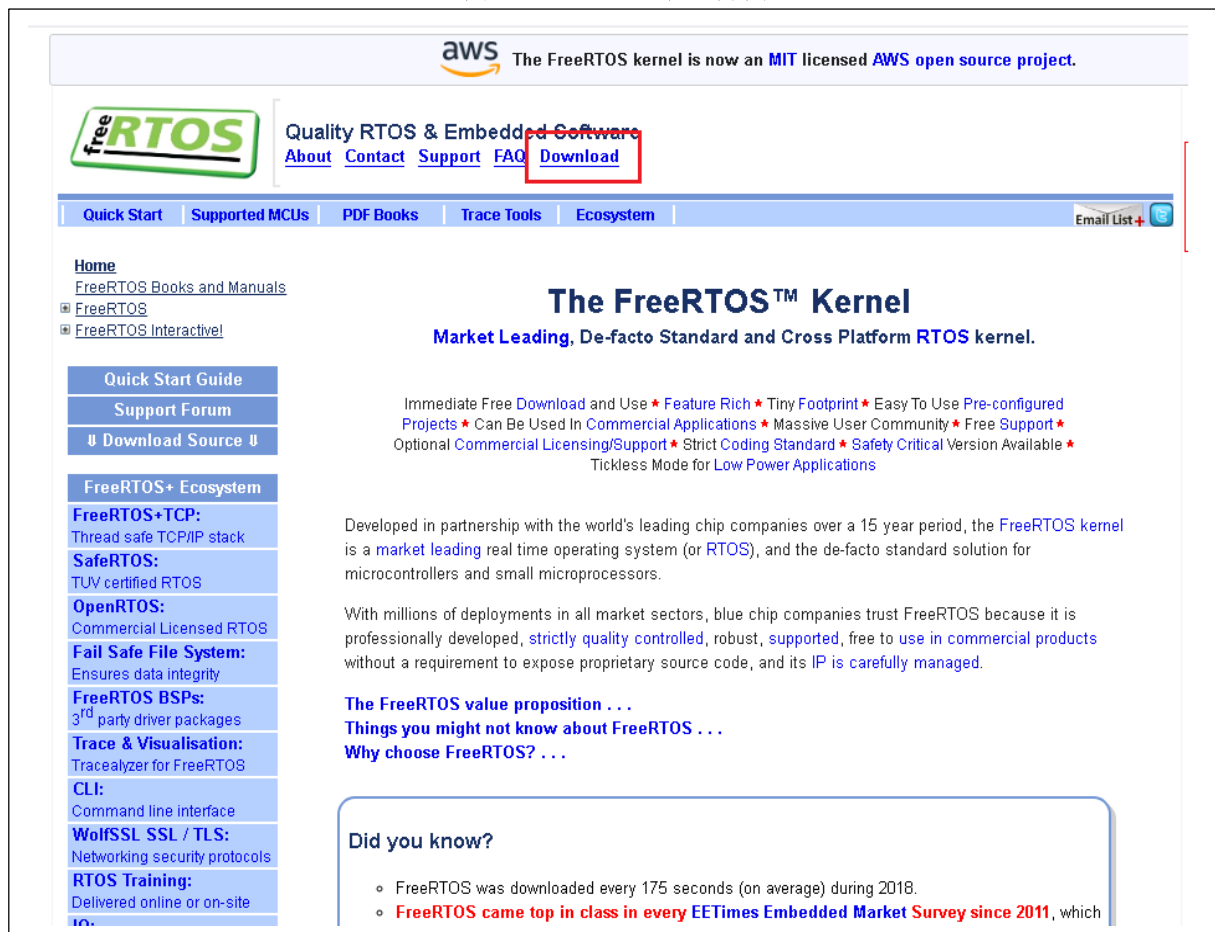 aws The FreeRTOS kernel is now an MIT licensed AWS open source project.
freeRTOS
Quality RTOS & Embedded Software
About Contact Support FAQ Download
Quick Start Supported MCUs PDF Books Trace Tools Ecosystem
Email List +
Home
FreeRTOS Books and Manuals
FreeRTOS
FreeRTOS Interactive!
Quick Start Guide
Support Forum
⇓ Download Source ⇓
FreeRTOS+ Ecosystem
FreeRTOS+TCP:
Thread safe TCP/IP stack
SafeRTOS:
TUV certified RTOS
OpenRTOS:
Commercial Licensed RTOS
Fail Safe File System:
Ensures data integrity
FreeRTOS BSPs:
3rd party driver packages
Trace & Visualisation:
Tracealyzer for FreeRTOS
CLI:
Command line interface
WolfSSL SSL / TLS:
Networking security protocols
RTOS Training:
Delivered online or on-site
IO:
The FreeRTOS™ Kernel
Market Leading, De-facto Standard and Cross Platform RTOS kernel.
Immediate Free Download and Use ★ Feature Rich ★ Tiny Footprint ★ Easy To Use Pre-configured
Projects ★ Can Be Used In Commercial Applications ★ Massive User Community ★ Free Support ★
Optional Commercial Licensing/Support ★ Strict Coding Standard ★ Safety Critical Version Available ★
Tickless Mode for Low Power Applications
Developed in partnership with the world's leading chip companies over a 15 year period, the FreeRTOS kernel
is a market leading real time operating system (or RTOS), and the de-facto standard solution for
microcontrollers and small microprocessors.
With millions of deployments in all market sectors, blue chip companies trust FreeRTOS because it is
professionally developed, strictly quality controlled, robust, supported, free to use in commercial products
without a requirement to expose proprietary source code, and its IP is carefully managed.
The FreeRTOS value proposition . . .
Things you might not know about FreeRTOS . . .
Why choose FreeRTOS? . . .
Did you know?
FreeRTOS was downloaded every 175 seconds (on average) during 2018.
FreeRTOS came top in class in every EETimes Embedded Market Survey since 2011, which